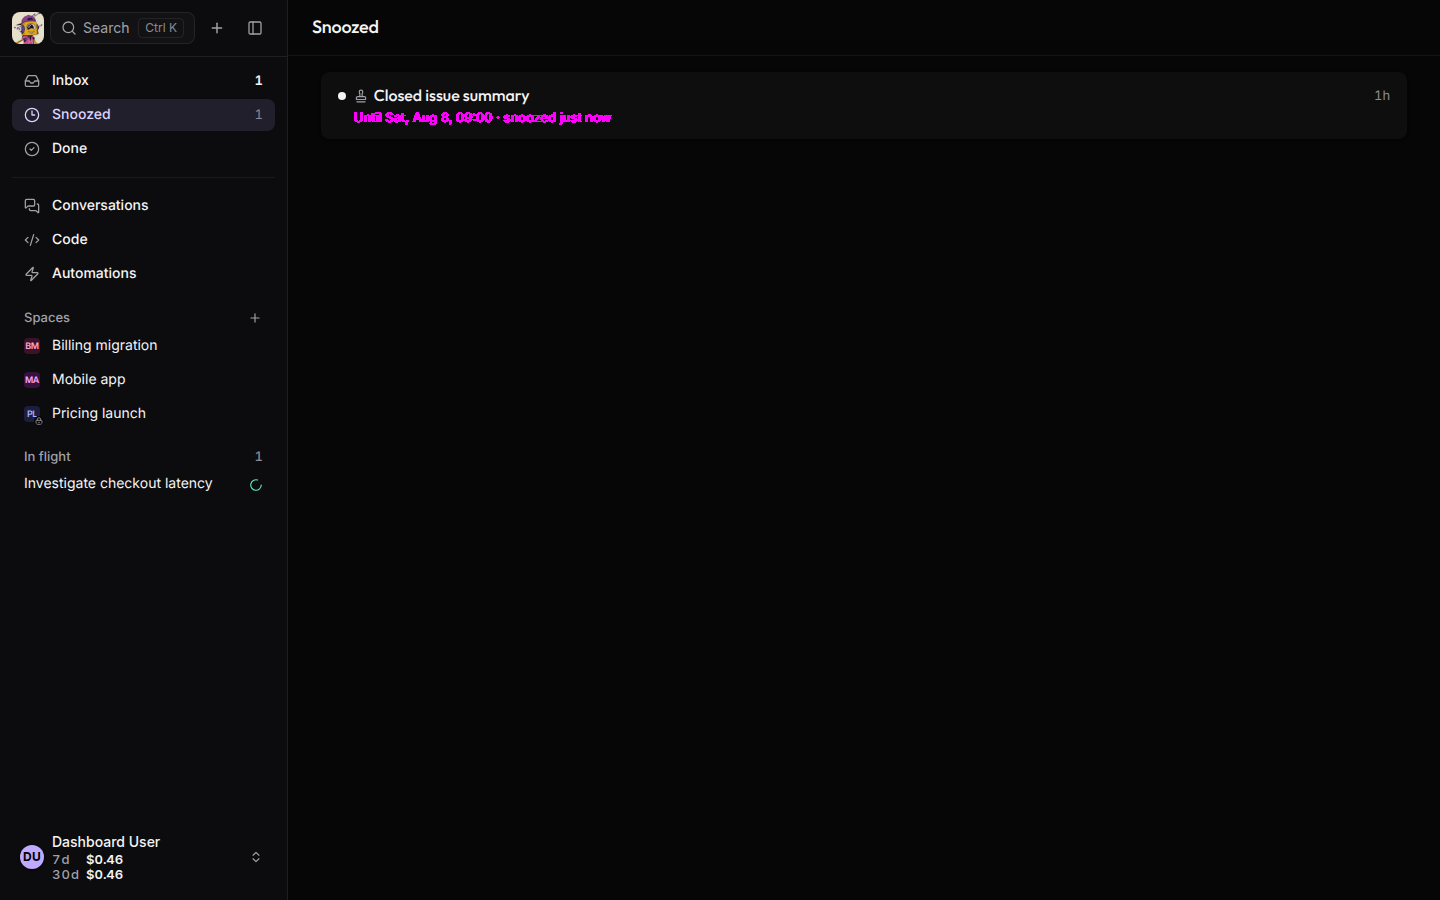 Search Ctrl K
Inbox 1
Snoozed 1
Done
Conversations
Code
Automations
Spaces
BM Billing migration
MA Mobile app
PL Pricing launch
In flight 1
Investigate checkout latency
DU Dashboard User
7d $0.46
30d $0.46
Snoozed
Closed issue summary 1h
Until Sat, Aug 8, 09:00 · snoozed just now